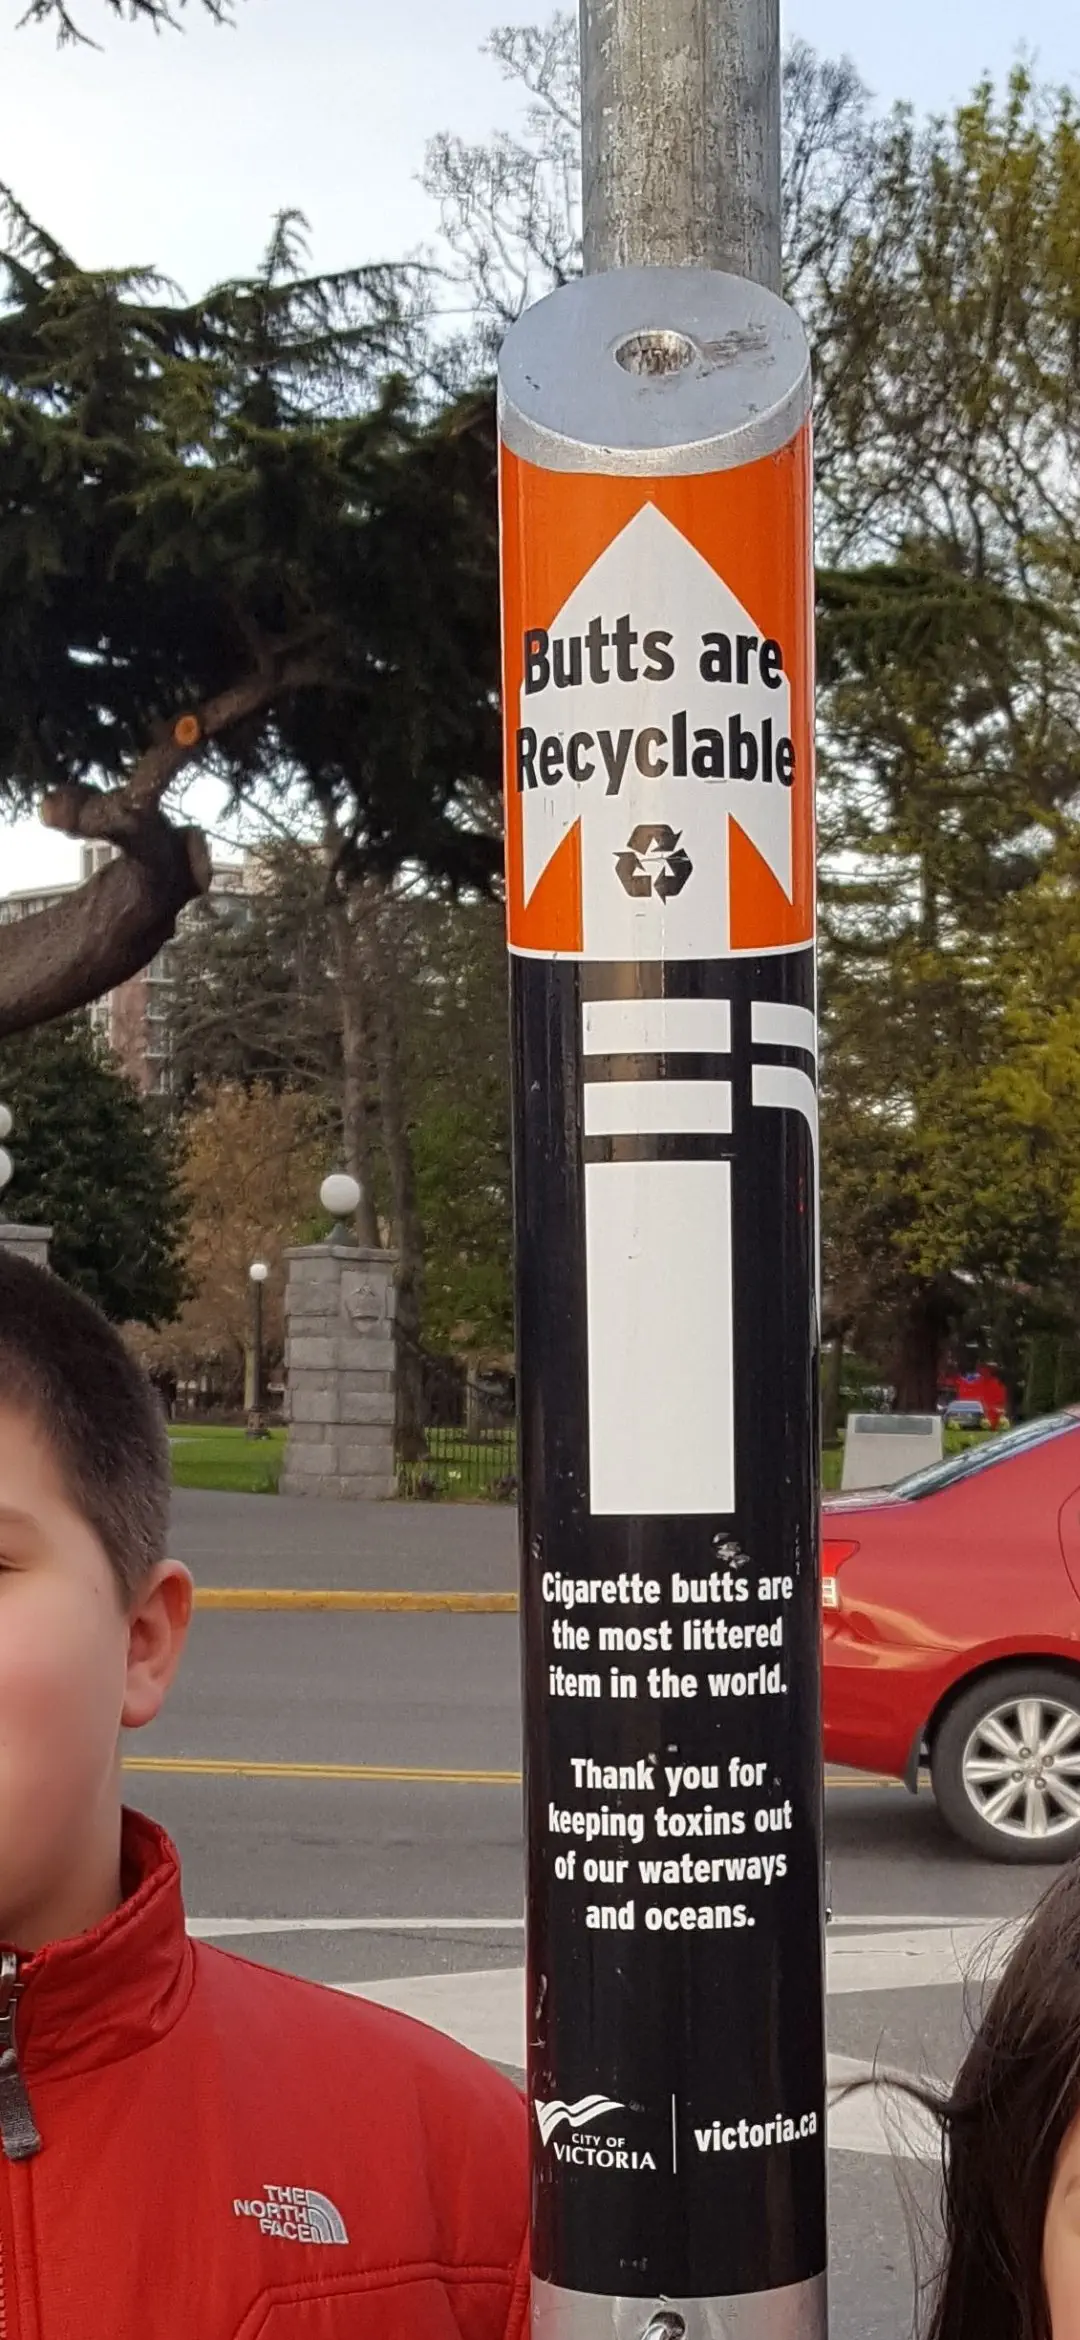 Butts are
Recyclable
Cigarette butts are
the most littered
item in the world.
Thank you for
keeping toxins out
of our waterways
and oceans.
CITY OF
VICTORIA
victoria.ca
THE
NORTH
FACE